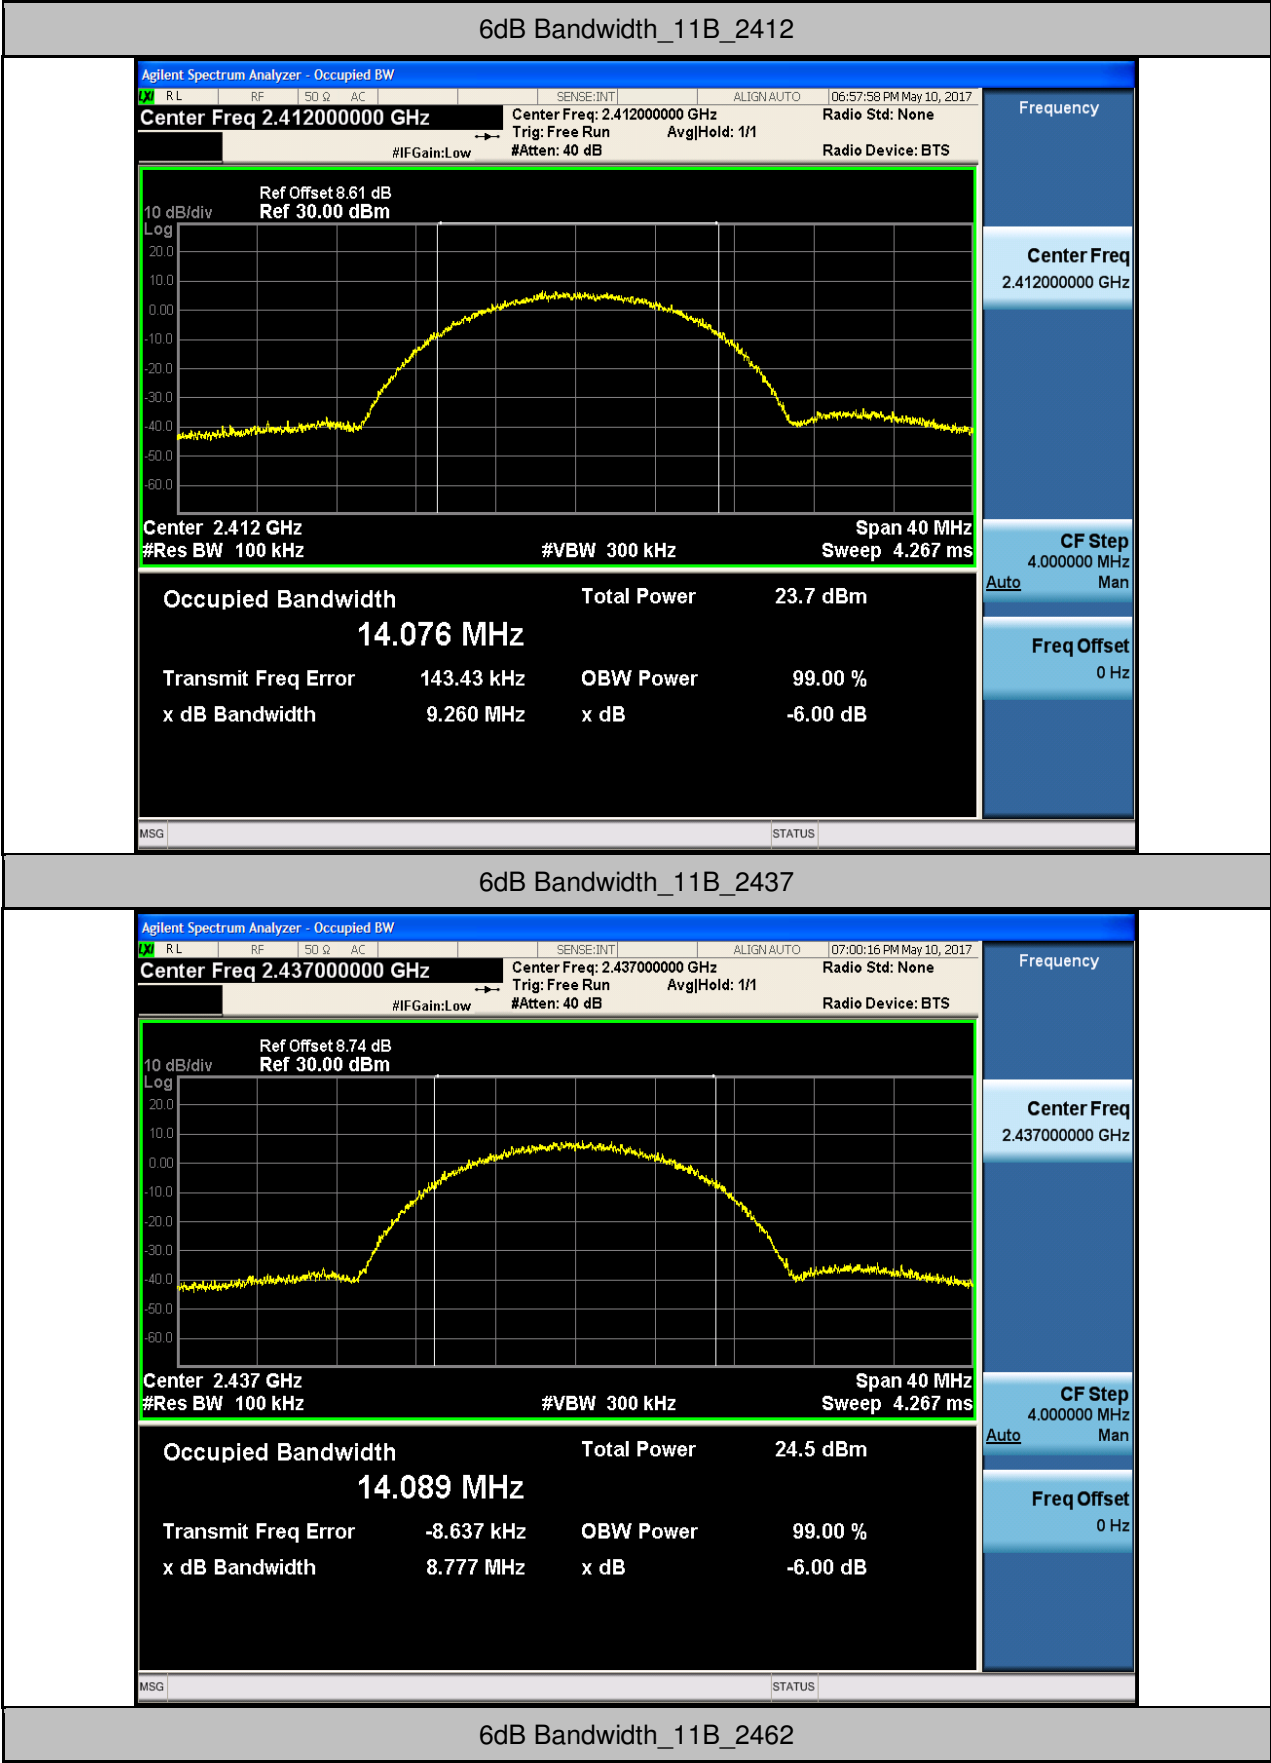 6dB Bandwidth_11B_2412
Agilent Spectrum Analyzer - Occupied BW
LXI RL RF 50 Ω AC SENSE:INT ALIGN AUTO 06:57:58 PM May 10, 2017
Center Freq 2.412000000 GHz
Center Freq: 2.412000000 GHz Radio Std: None
Trig: Free Run Avg|Hold: 1/1
#IFGain:Low #Atten: 40 dB Radio Device: BTS
Frequency
Ref Offset 8.61 dB
10 dB/div Ref 30.00 dBm
Log
20.0
10.0
0.00
-10.0
-20.0
-30.0
-40.0
-50.0
-60.0
Center 2.412 GHz Span 40 MHz
#Res BW 100 kHz #VBW 300 kHz Sweep 4.267 ms
Center Freq
2.412000000 GHz
CF Step
4.000000 MHz
Auto Man
Freq Offset
0 Hz
Occupied Bandwidth Total Power 23.7 dBm
14.076 MHz
Transmit Freq Error 143.43 kHz OBW Power 99.00 %
x dB Bandwidth 9.260 MHz x dB -6.00 dB
MSG STATUS
6dB Bandwidth_11B_2437
Agilent Spectrum Analyzer - Occupied BW
LXI RL RF 50 Ω AC SENSE:INT ALIGN AUTO 07:00:16 PM May 10, 2017
Center Freq 2.437000000 GHz
Center Freq: 2.437000000 GHz Radio Std: None
Trig: Free Run Avg|Hold: 1/1
#IFGain:Low #Atten: 40 dB Radio Device: BTS
Frequency
Ref Offset 8.74 dB
10 dB/div Ref 30.00 dBm
Log
20.0
10.0
0.00
-10.0
-20.0
-30.0
-40.0
-50.0
-60.0
Center 2.437 GHz Span 40 MHz
#Res BW 100 kHz #VBW 300 kHz Sweep 4.267 ms
Center Freq
2.437000000 GHz
CF Step
4.000000 MHz
Auto Man
Freq Offset
0 Hz
Occupied Bandwidth Total Power 24.5 dBm
14.089 MHz
Transmit Freq Error -8.637 kHz OBW Power 99.00 %
x dB Bandwidth 8.777 MHz x dB -6.00 dB
MSG STATUS
6dB Bandwidth_11B_2462